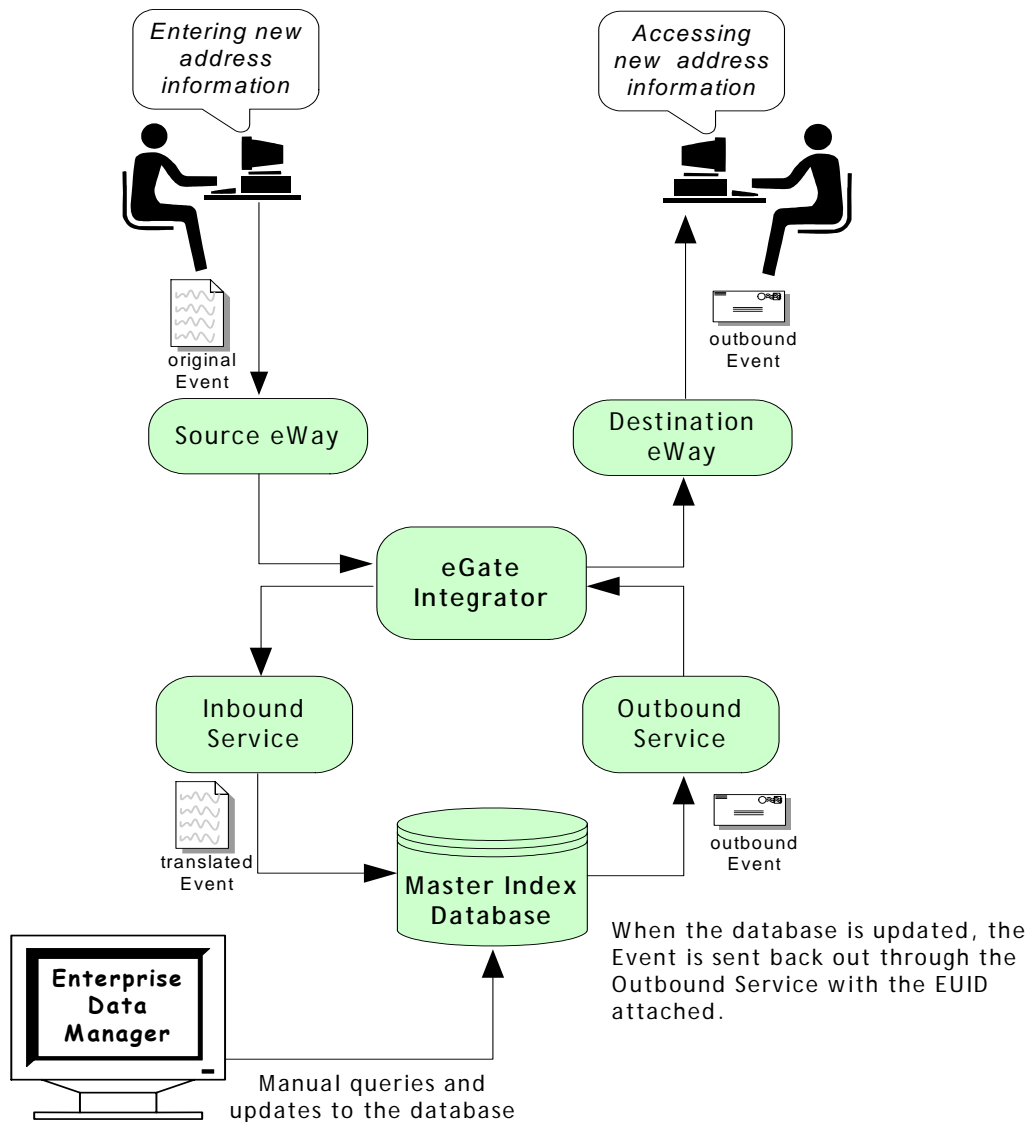 Entering new
address
information
Accessing
new address
information
original
Event
outbound
Event
Source eWay
Destination
eWay
eGate
Integrator
Inbound
Service
Outbound
Service
translated
Event
outbound
Event
Master Index
Database
When the database is updated, the
Event is sent back out through the
Outbound Service with the EUID
attached.
Enterprise
Data
Manager
Manual queries and
updates to the database